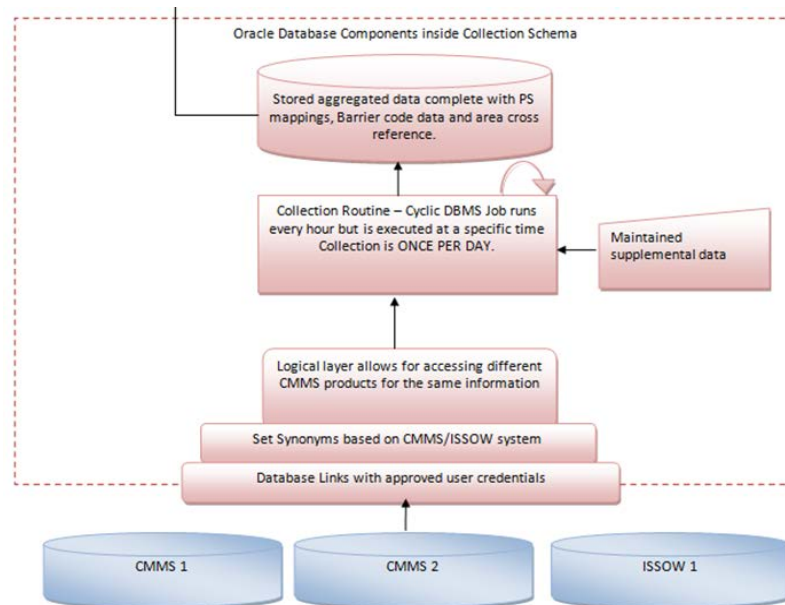 Oracle Database Components inside Collection Schema
Stored aggregated data complete with PS
mappings, Barrier code data and area cross
reference.
Collection Routine – Cyclic DBMS Job runs
every hour but is executed at a specific time
Collection is ONCE PER DAY.
Maintained
supplemental data
Logical layer allows for accessing different
CMMS products for the same information
Set Synonyms based on CMMS/ISSOW system
Database Links with approved user credentials
CMMS 1
CMMS 2
ISSOW 1